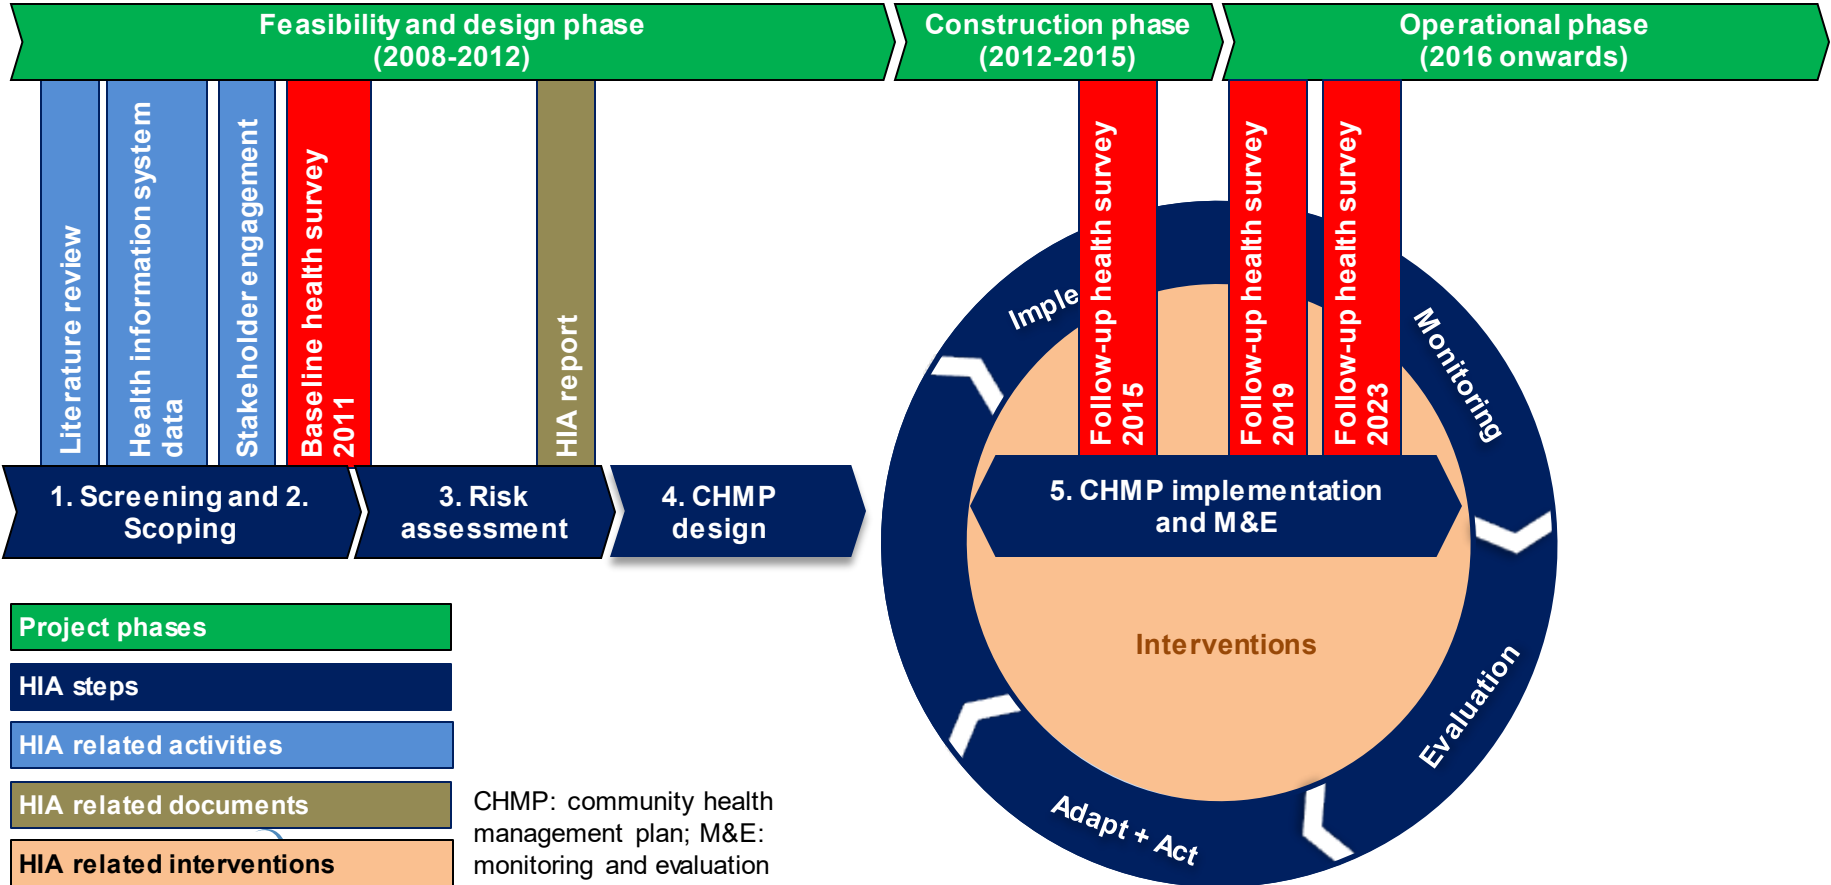 Feasibility and design phase
(2008-2012)
Construction phase
(2012-2015)
Operational phase
(2016 onwards)
Literature review
Health information system
data
Stakeholder engagement
Baseline health survey
2011
HIA report
Follow-up health survey
2015
Follow-up health survey
2019
Follow-up health survey
2023
1. Screening and 2.
Scoping
3. Risk
assessment
4. CHMP
design
5. CHMP implementation
and M&E
Imple
Monitoring
Evaluation
Adapt + Act
Interventions
Project phases
HIA steps
HIA related activities
HIA related documents
HIA related interventions
CHMP: community health
management plan; M&E:
monitoring and evaluation